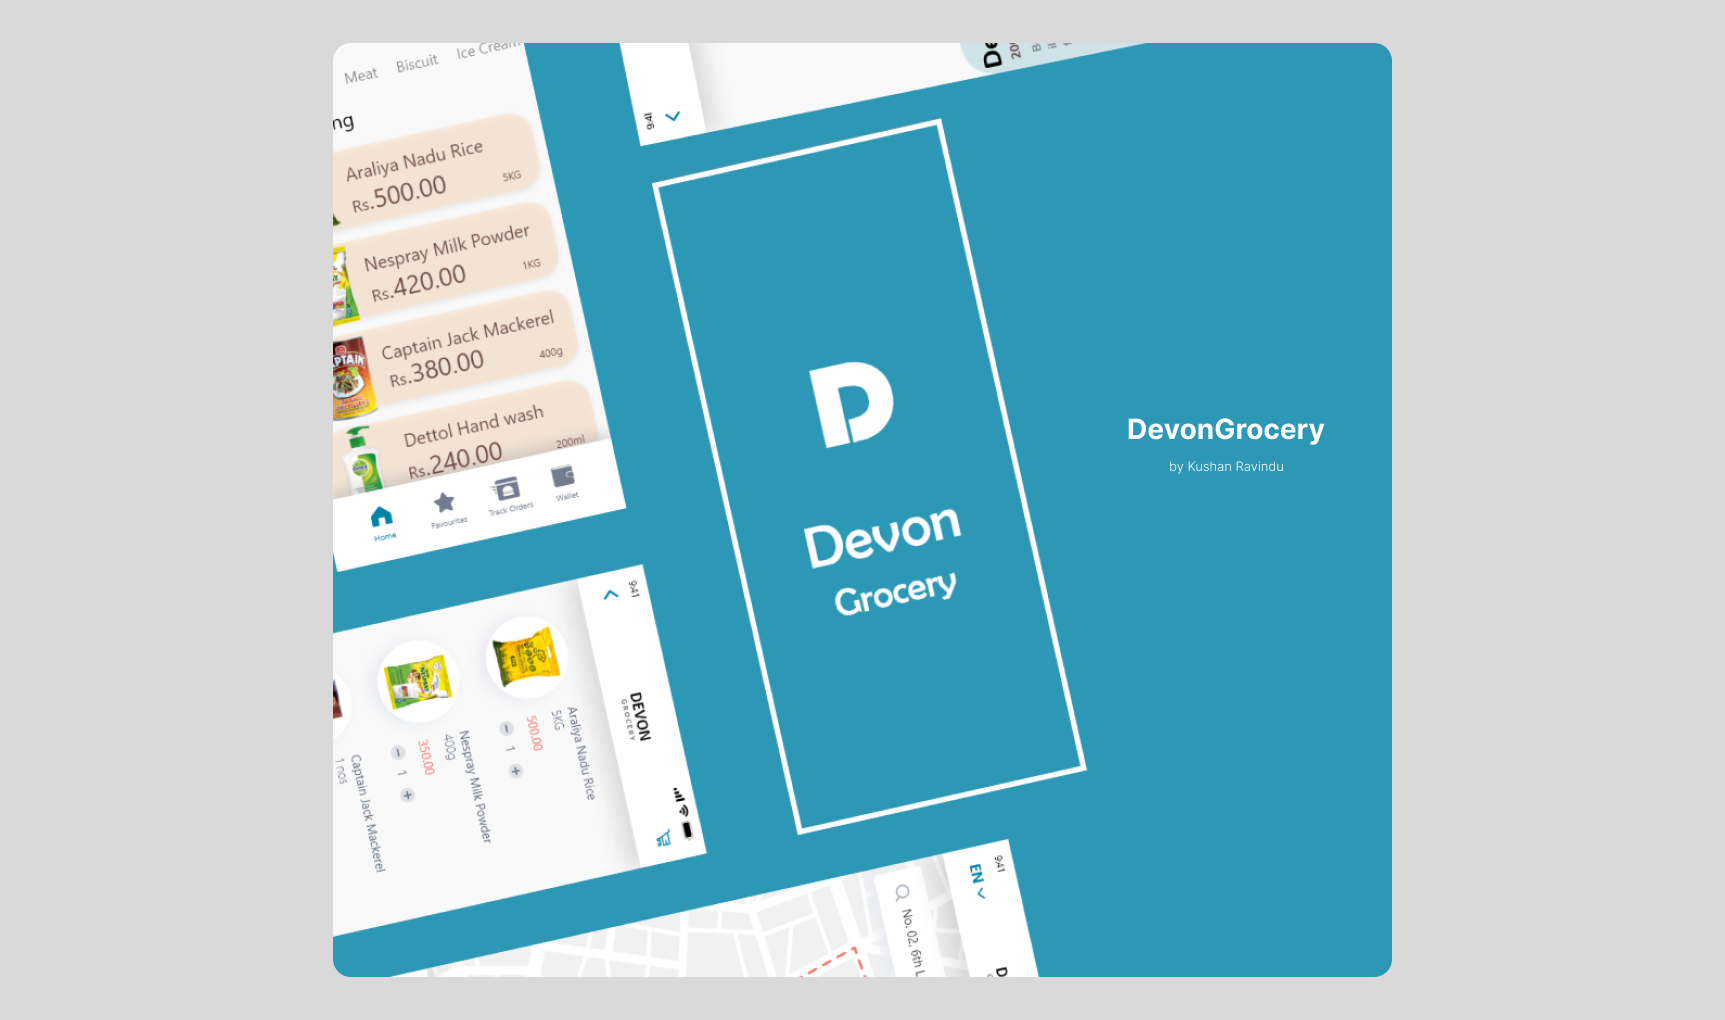 Meat Biscuit Ice Cream
ng
Araliya Nadu Rice
Rs.500.00 5KG
Nespray Milk Powder
Rs.420.00 1KG
Captain Jack Mackerel
Rs.380.00 400g
Dettol Hand wash
Rs.240.00 200ml
Home Favourites Track Orders Wallet
9:41
De
Devon
Grocery
DevonGrocery
by Kushan Ravindu
9:41
DEVON
GROCERY
Araliya Nadu Rice
5KG
500.00
1
Nespray Milk Powder
400g
350.00
1
Captain Jack Mackerel
1 nos
9:41
EN
No. 02, 6th L